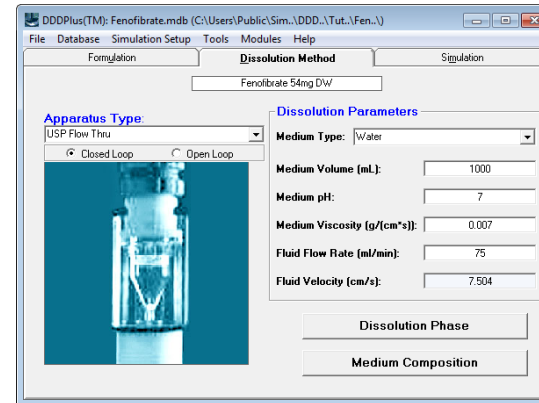 DDDPlus(TM): Fenofibrate.mdb (C:\Users\Public\Sim..\DDD..\Tut..\Fen..\)
File Database Simulation Setup Tools Modules Help
Formulation Dissolution Method Simulation
Fenofibrate 54mg DW
Apparatus Type:
USP Flow Thru
Closed Loop Open Loop
Dissolution Parameters
Medium Type: Water
Medium Volume (mL): 1000
Medium pH: 7
Medium Viscosity (g/(cm*s)): 0.007
Fluid Flow Rate (ml/min): 75
Fluid Velocity (cm/s): 7.504
Dissolution Phase
Medium Composition